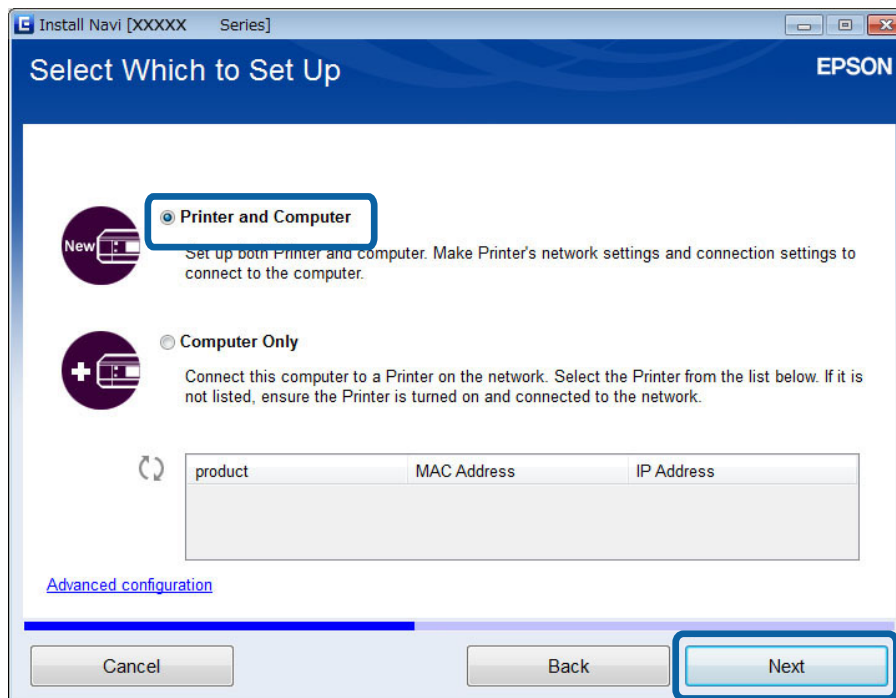 Install Navi [XXXXX Series]
Select Which to Set Up
EPSON
New
Printer and Computer
Set up both Printer and computer. Make Printer's network settings and connection settings to
connect to the computer.
Computer Only
Connect this computer to a Printer on the network. Select the Printer from the list below. If it is
not listed, ensure the Printer is turned on and connected to the network.
product MAC Address IP Address
Advanced configuration
Cancel Back Next